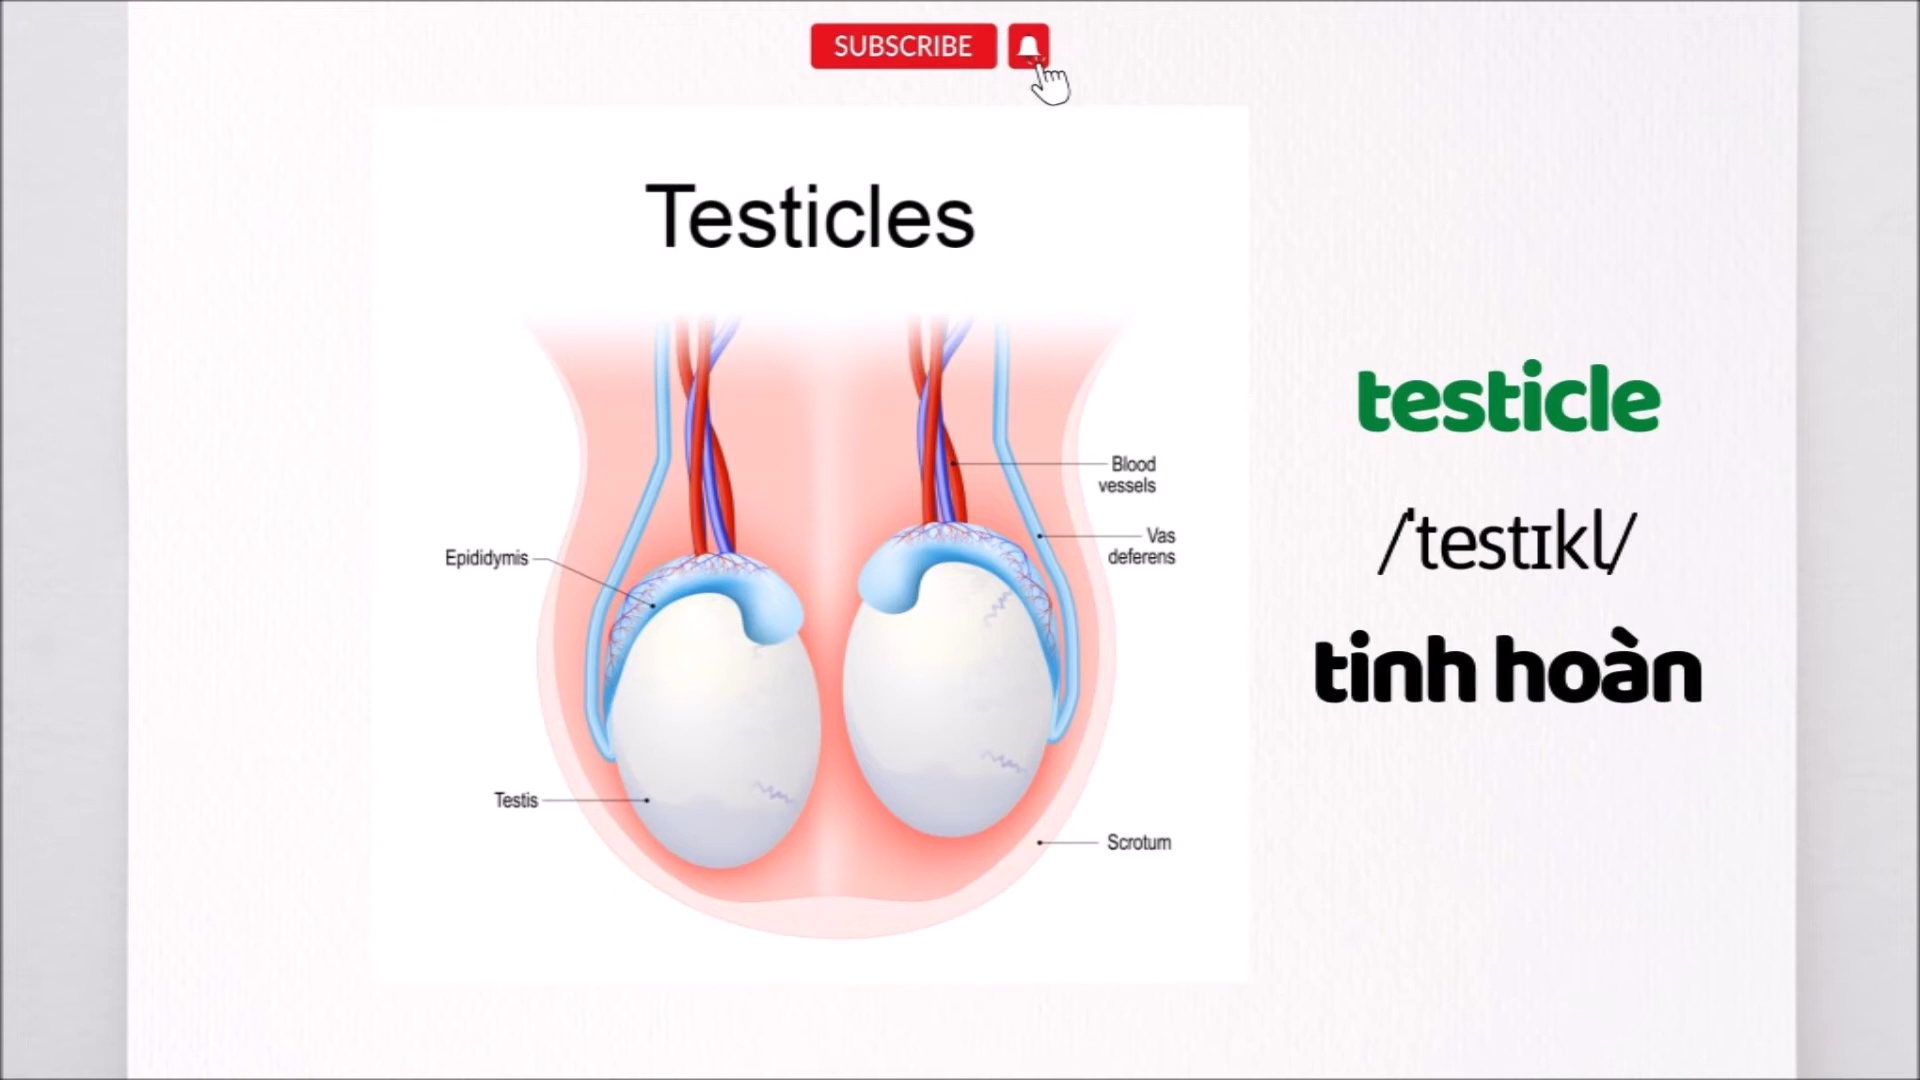 SUBSCRIBE
Testicles
Blood
vessels
Vas
deferens
Epididymis
Testis
Scrotum
testicle
/ˈtestɪkl/
tinh hoàn